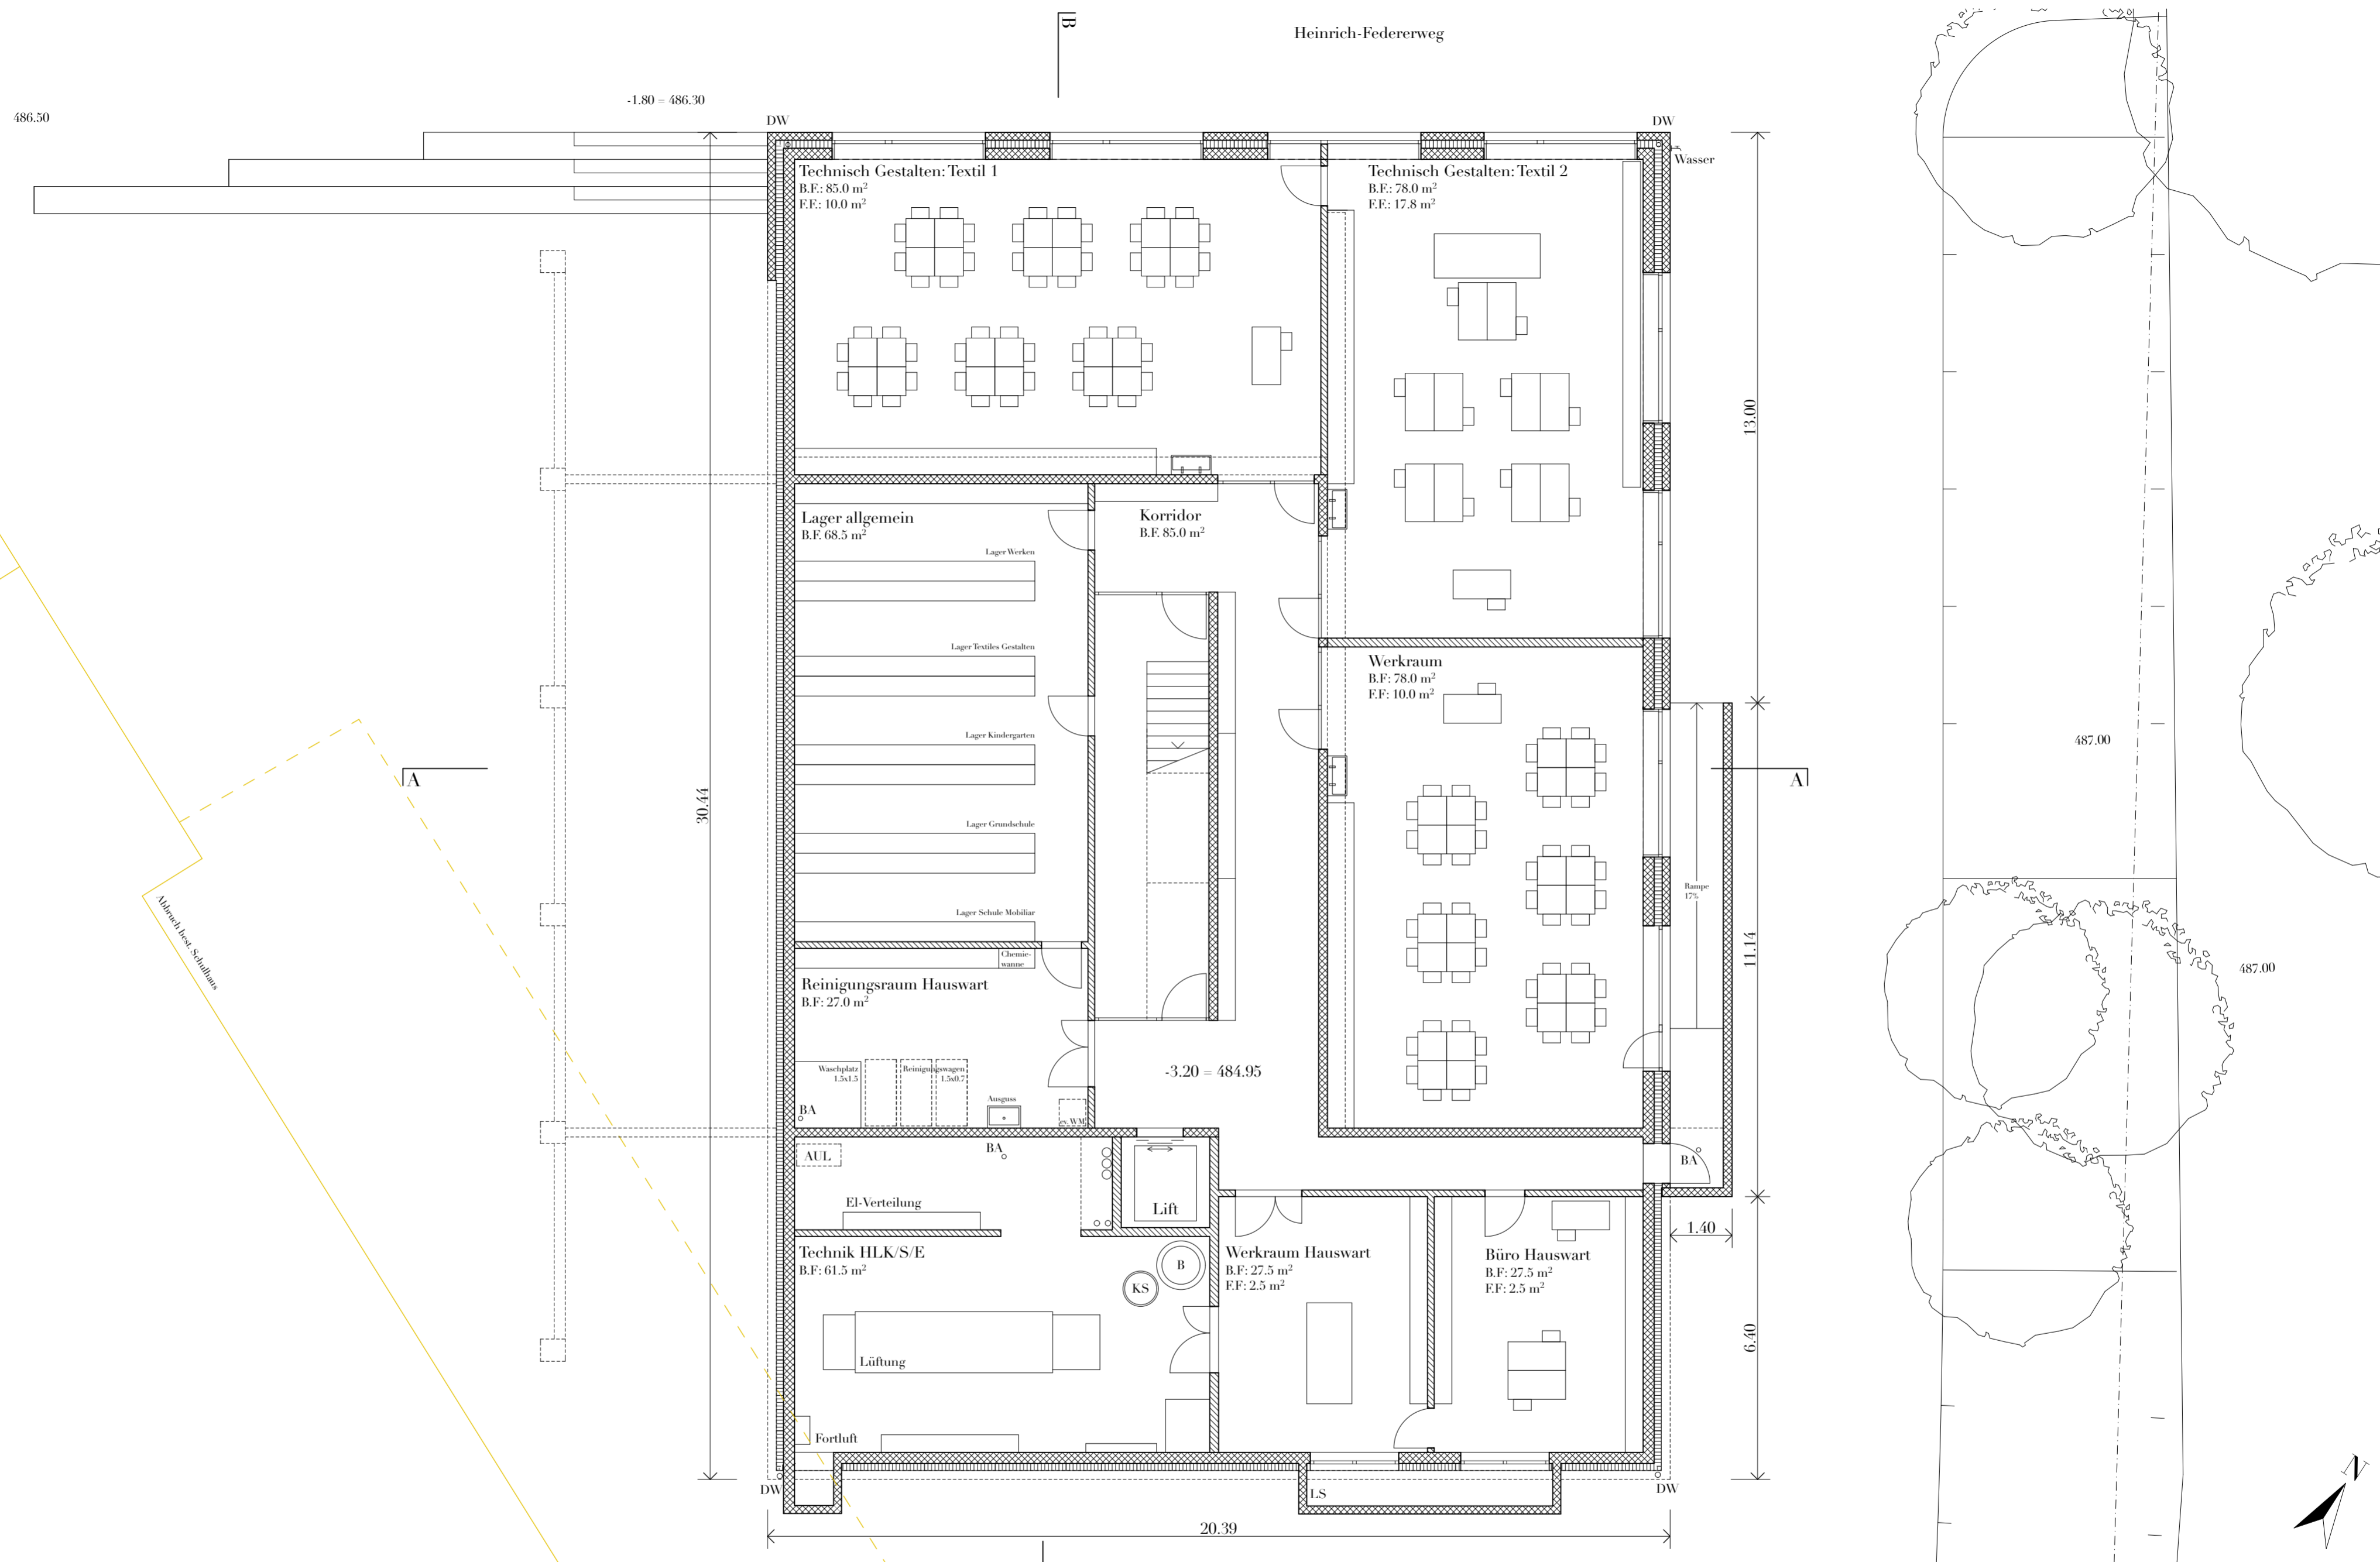 B
Heinrich-Federerweg
-1.80 = 486.30
486.50
DW
DW
Wasser
Technisch Gestalten: Textil 1
B.F.: 85.0 m²
F.F.: 10.0 m²
Technisch Gestalten: Textil 2
B.F.: 78.0 m²
F.F.: 17.8 m²
13.00
Lager allgemein
B.F. 68.5 m²
Korridor
B.F. 85.0 m²
Lager Werken
Lager Textiles Gestalten
Werkraum
B.F: 78.0 m²
F.F: 10.0 m²
Lager Kindergarten
487.00
A
A
30.44
Lager Grundschule
Rampe
17%
Lager Schule Mobiliar
Abbruch best. Schulhaus
11.14
Chemie-
wanne
487.00
Reinigungsraum Hauswart
B.F: 27.0 m²
Waschplatz
1.5x1.5
Reinigungswagen
1.5x0.7
-3.20 = 484.95
Ausguss
BA
ev. WM
BA
AUL
BA
El-Verteilung
Lift
1.40
Technik HLK/S/E
B.F: 61.5 m²
Werkraum Hauswart
B.F: 27.5 m²
F.F: 2.5 m²
Büro Hauswart
B.F: 27.5 m²
F.F: 2.5 m²
B
KS
6.40
Lüftung
Fortluft
N
DW
LS
DW
20.39